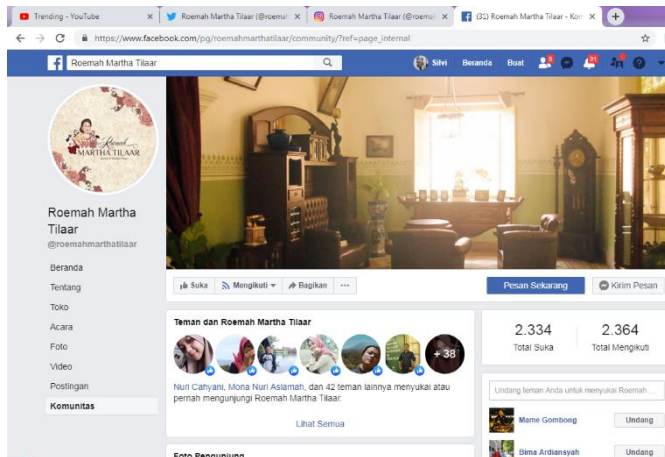 Trending - YouTube
Roemah Martha Tilaar (@roemah
Roemah Martha Tilaar (@roemah
(31) Roemah Martha Tilaar - Kom
https://www.facebook.com/pg/roemahmarthatilaar/community/?ref=page_internal
Roemah Martha Tilaar
Silvi
Beranda
Buat
31
Roemah
MARTHA TILAAR
Roemah Martha
Tilaar
@roemahmarthatilaar
Beranda
Tentang
Toko
Acara
Foto
Video
Postingan
Komunitas
Suka
Mengikuti
Bagikan
Pesan Sekarang
Kirim Pesan
Teman dan Roemah Martha Tilaar
+ 38
Nuri Cahyani, Mona Nuri Aslamah, dan 42 teman lainnya menyukai atau
pernah mengunjungi Roemah Martha Tilaar.
Lihat Semua
Foto Pengunjung
2.334
Total Suka
2.364
Total Mengikuti
Undang teman Anda untuk menyukai Roemah ...
Mame Gombong
Undang
Bima Ardiansyah
Undang